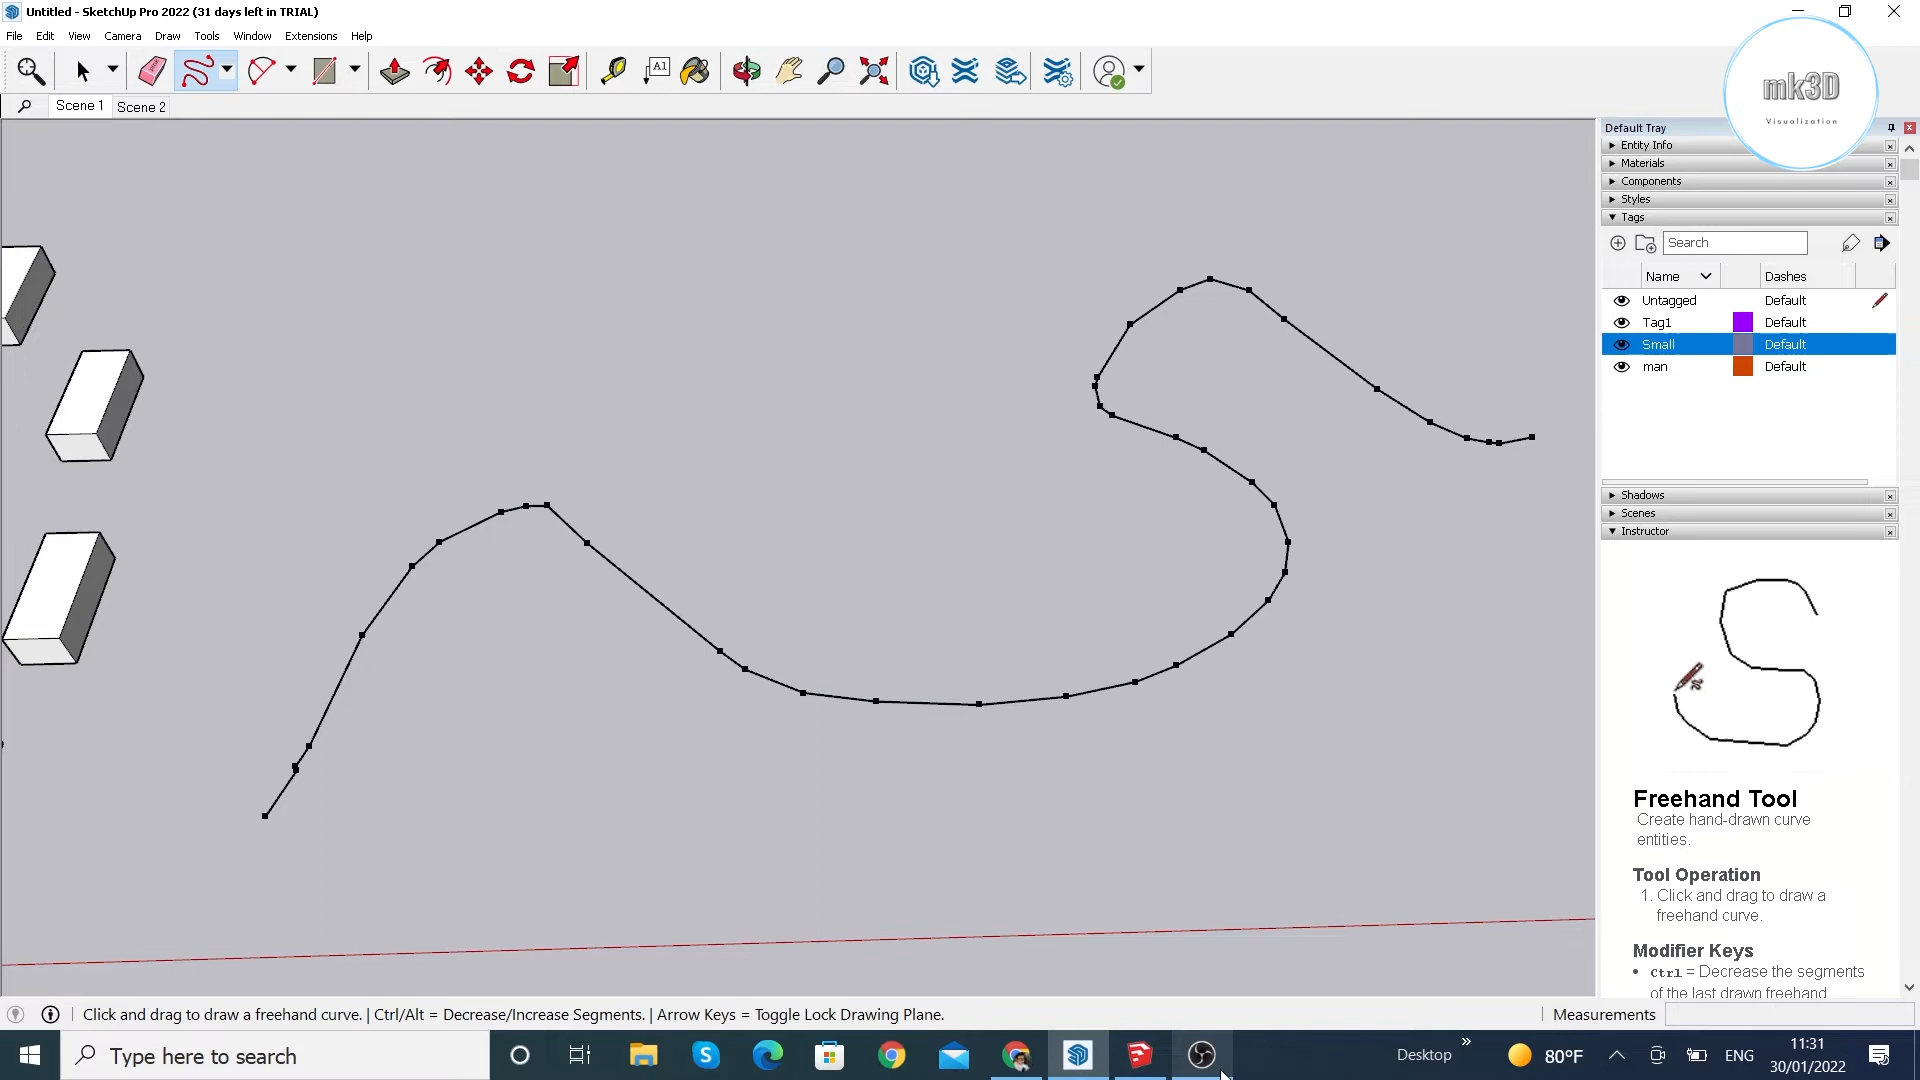 Untitled - SketchUp Pro 2022 (31 days left in TRIAL)
File Edit View Camera Draw Tools Window Extensions Help
A1
mk3D
Visualization
Scene 1 Scene 2
Default Tray
Entity Info
Materials
Components
Styles
Tags
Search
Name Dashes
Untagged Default
Tag1 Default
Small Default
man Default
Shadows
Scenes
Instructor
Freehand Tool
Create hand-drawn curve
entities.
Tool Operation
1. Click and drag to draw a
freehand curve.
Modifier Keys
• Ctrl = Decrease the segments
of the last drawn freehand
Click and drag to draw a freehand curve. | Ctrl/Alt = Decrease/Increase Segments. | Arrow Keys = Toggle Lock Drawing Plane.
Measurements
Type here to search
Desktop
»
80°F
ENG
11:31
30/01/2022